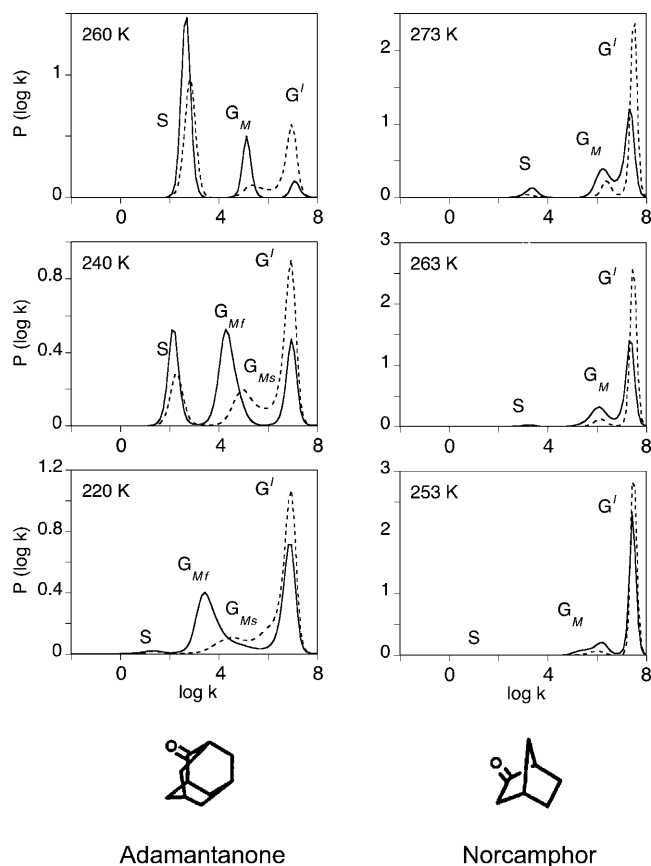 260 K
P (log k)
1
0
S
G_M
G^I
0 4 8
273 K
P (log k)
2
1
0
S
G_M
G^I
0 4 8
240 K
P (log k)
0.8
0.4
0
S
G_Mf
G_Ms
G^I
0 4 8
263 K
P (log k)
3
2
1
0
S
G_M
G^I
0 4 8
220 K
P (log k)
1.2
0.8
0.4
0
S
G_Mf
G_Ms
G^I
0 4 8
log k
253 K
P (log k)
3
2
1
0
S
G_M
G^I
0 4 8
log k
O
O
Adamantanone
Norcamphor